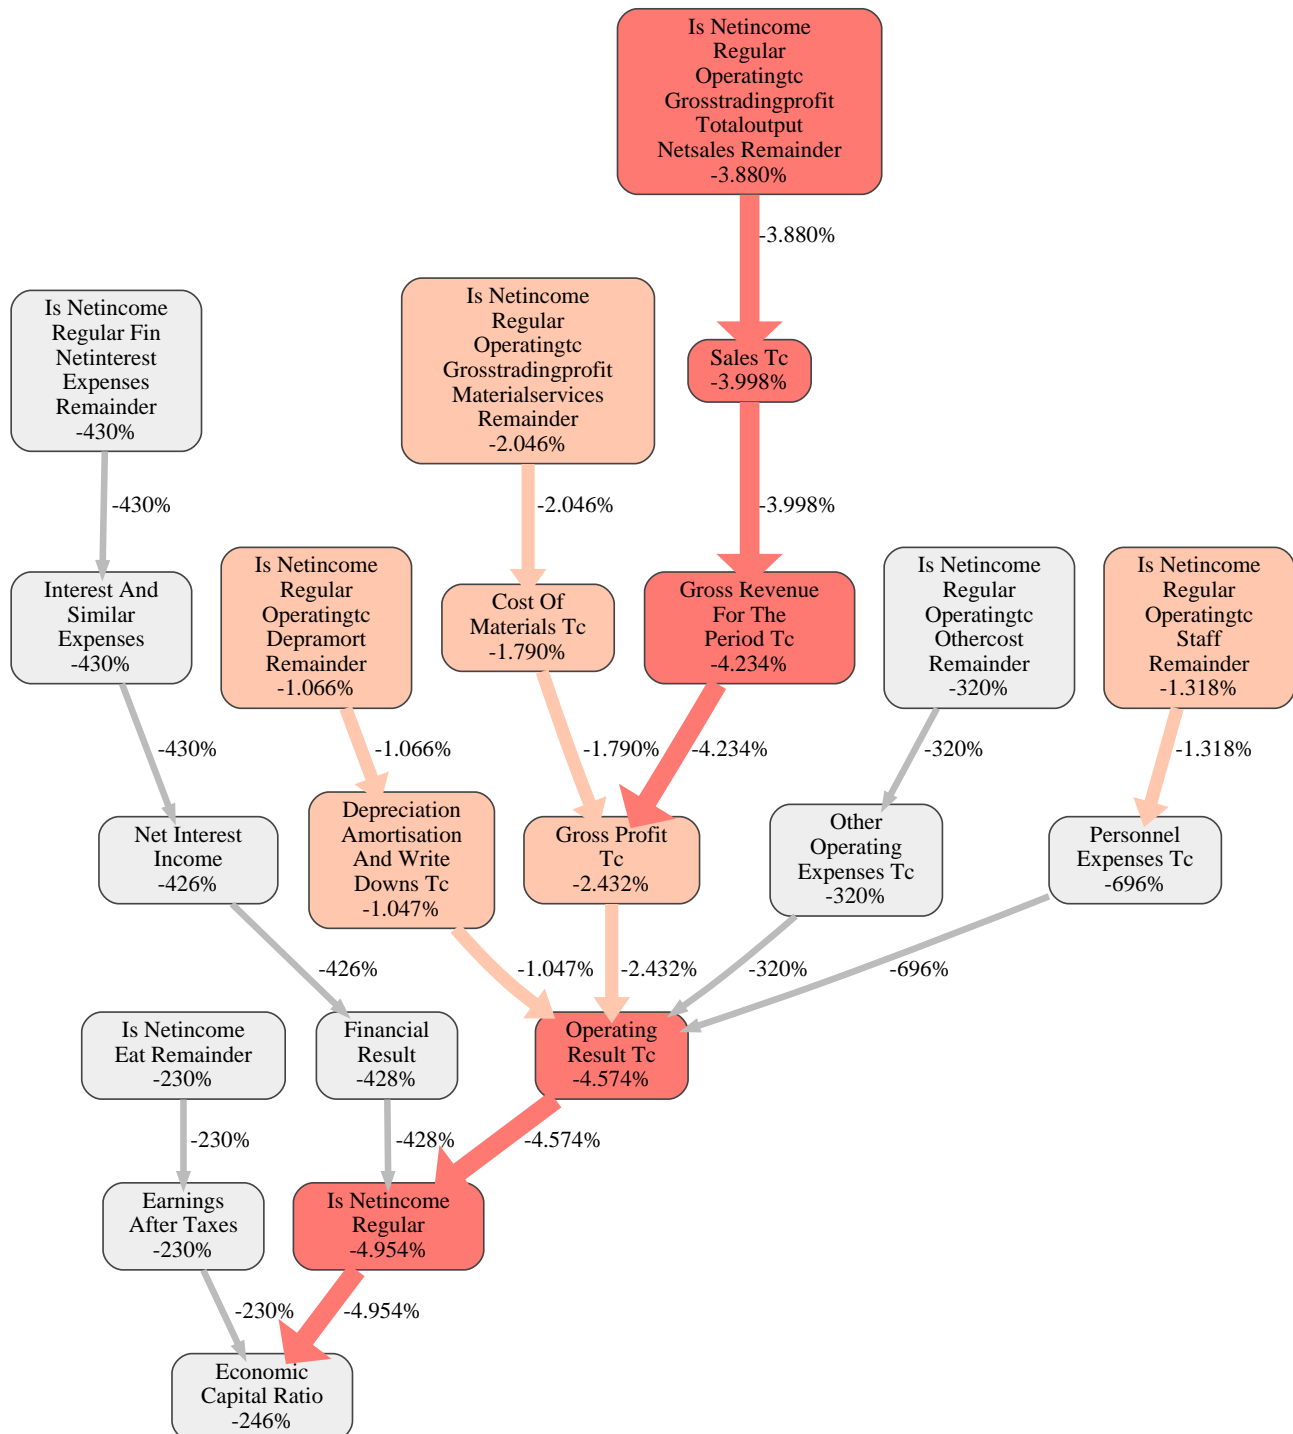 Is Netincome
Regular
Operatingtc
Grosstradingprofit
Totaloutput
Netsales Remainder
-3.880%
-3.880%
Is Netincome
Regular Fin
Netinterest
Expenses
Remainder
-430%
Is Netincome
Regular
Operatingtc
Grosstradingprofit
Materialservices
Remainder
-2.046%
Sales Tc
-3.998%
-430%
-2.046%
-3.998%
Interest And
Similar
Expenses
-430%
Is Netincome
Regular
Operatingtc
Depramort
Remainder
-1.066%
Cost Of
Materials Tc
-1.790%
Gross Revenue
For The
Period Tc
-4.234%
Is Netincome
Regular
Operatingtc
Othercost
Remainder
-320%
Is Netincome
Regular
Operatingtc
Staff
Remainder
-1.318%
-430%
-1.066%
-1.790%
-4.234%
-320%
-1.318%
Net Interest
Income
-426%
Depreciation
Amortisation
And Write
Downs Tc
-1.047%
Gross Profit
Tc
-2.432%
Other
Operating
Expenses Tc
-320%
Personnel
Expenses Tc
-696%
-426%
-1.047%
-2.432%
-320%
-696%
Is Netincome
Eat Remainder
-230%
Financial
Result
-428%
Operating
Result Tc
-4.574%
-230%
-428%
-4.574%
Earnings
After Taxes
-230%
Is Netincome
Regular
-4.954%
-230%
-4.954%
Economic
Capital Ratio
-246%